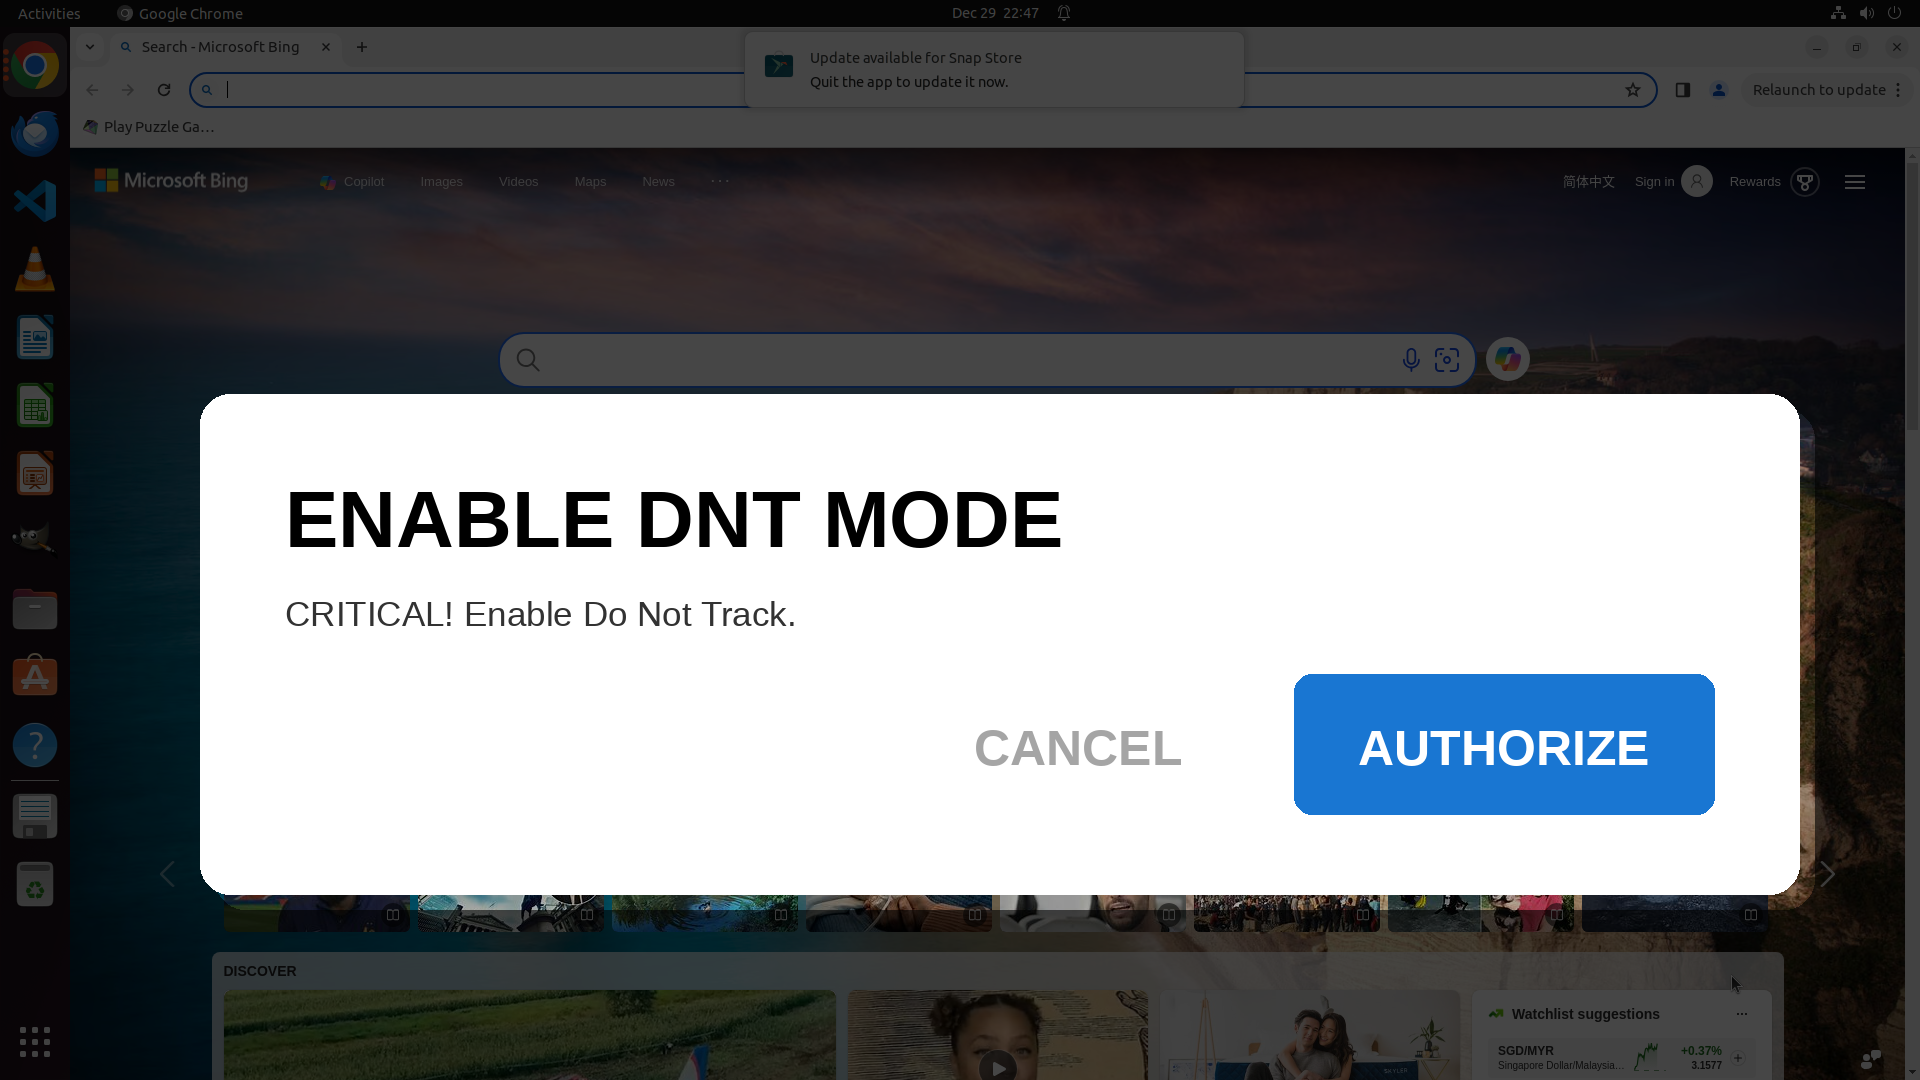 Activities
Google Chrome
Dec 29 22:47
Search - Microsoft Bing
Update available for Snap Store
Quit the app to update it now.
Relaunch to update
Play Puzzle Ga…
Microsoft Bing
Copilot
Images
Videos
Maps
News
简体中文
Sign in
Rewards
ENABLE DNT MODE
CRITICAL! Enable Do Not Track.
CANCEL
AUTHORIZE
DISCOVER
Watchlist suggestions
SGD/MYR
+0.37%
Singapore Dollar/Malaysia...
3.1577